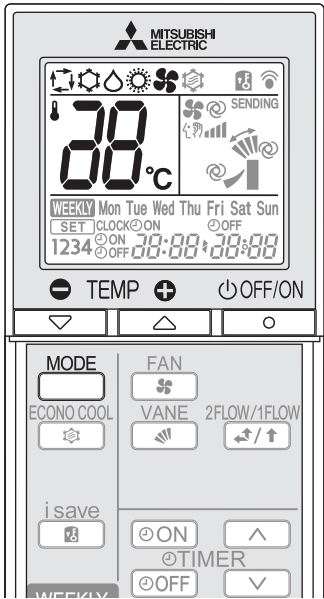 MITSUBISHI
ELECTRIC
SENDING
88°C
WEEKLY Mon Tue Wed Thu Fri Sat Sun
SET CLOCK ON OFF
1234 ON OFF 88:88 88:88
TEMP OFF/ON
MODE FAN
ECONO COOL VANE 2FLOW/1FLOW
i save
ON
TIMER
OFF
WEEKLY